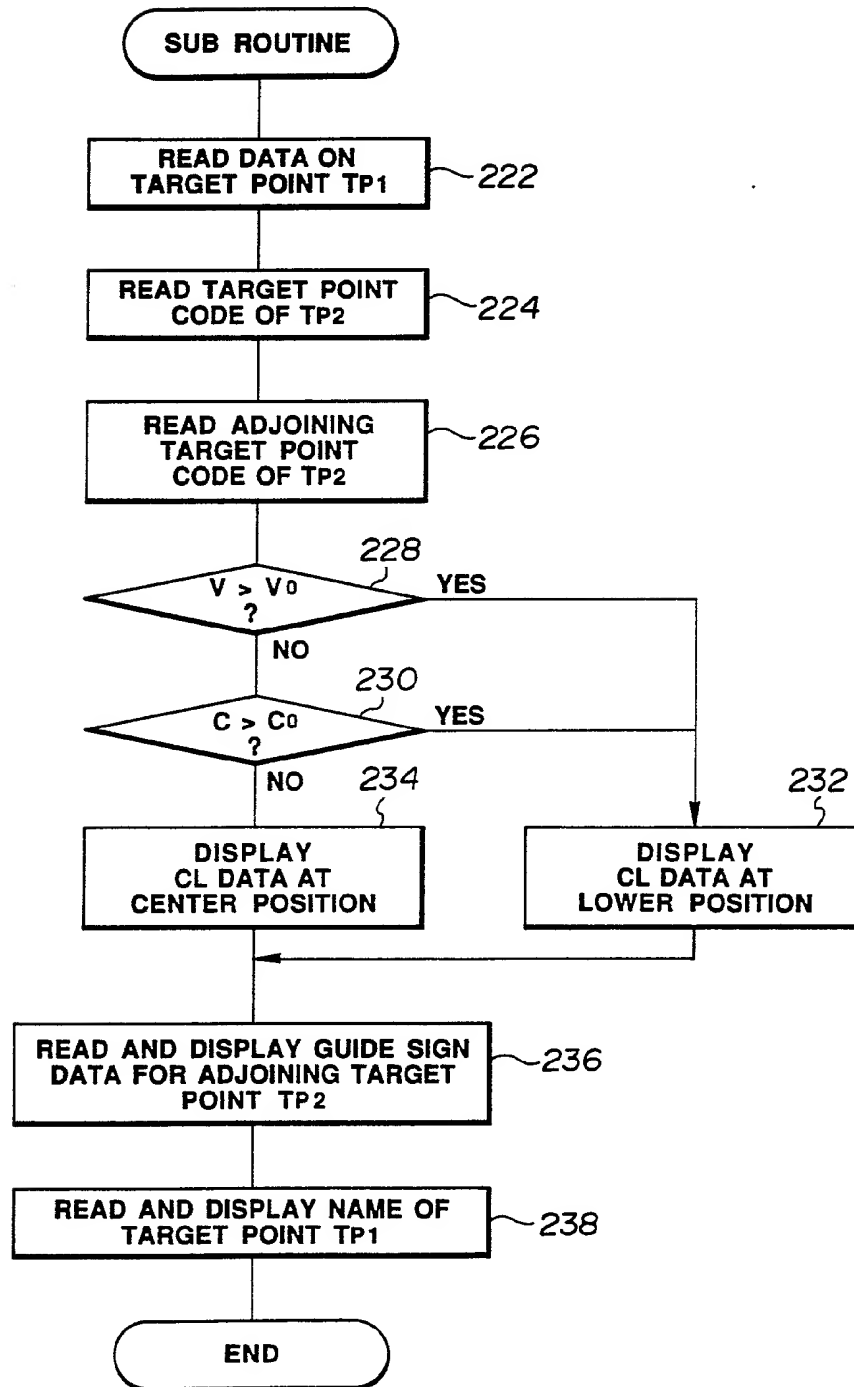 SUB ROUTINE
READ DATA ON
TARGET POINT TP1
222
READ TARGET POINT
CODE OF TP2
224
READ ADJOINING
TARGET POINT
CODE OF TP2
226
228
V > V0
?
YES
NO
230
C > C0
?
YES
NO
234
232
DISPLAY
CL DATA AT
CENTER POSITION
DISPLAY
CL DATA AT
LOWER POSITION
READ AND DISPLAY GUIDE SIGN
DATA FOR ADJOINING TARGET
POINT TP2
236
READ AND DISPLAY NAME OF
TARGET POINT TP1
238
END